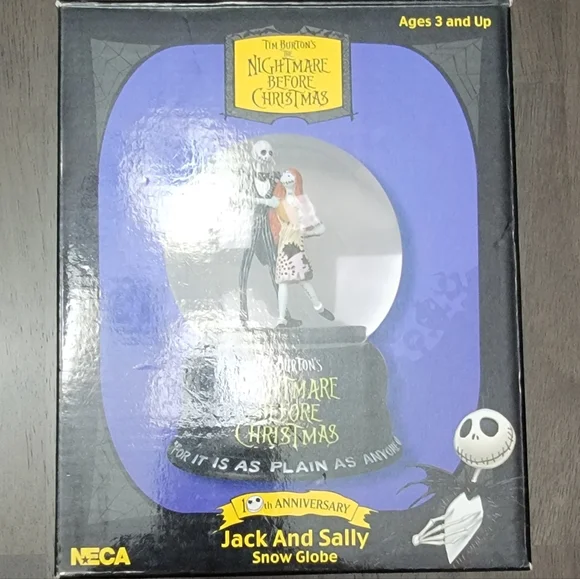 Ages 3 and Up
TIM BURTON'S
THE
NIGHTMARE
BEFORE
CHRISTMAS
BURTON'S
NIGHTMARE
BEFORE
CHRISTMAS
"FOR IT IS AS PLAIN AS ANYONE
10th ANNIVERSARY
Jack And Sally
Snow Globe
NECA